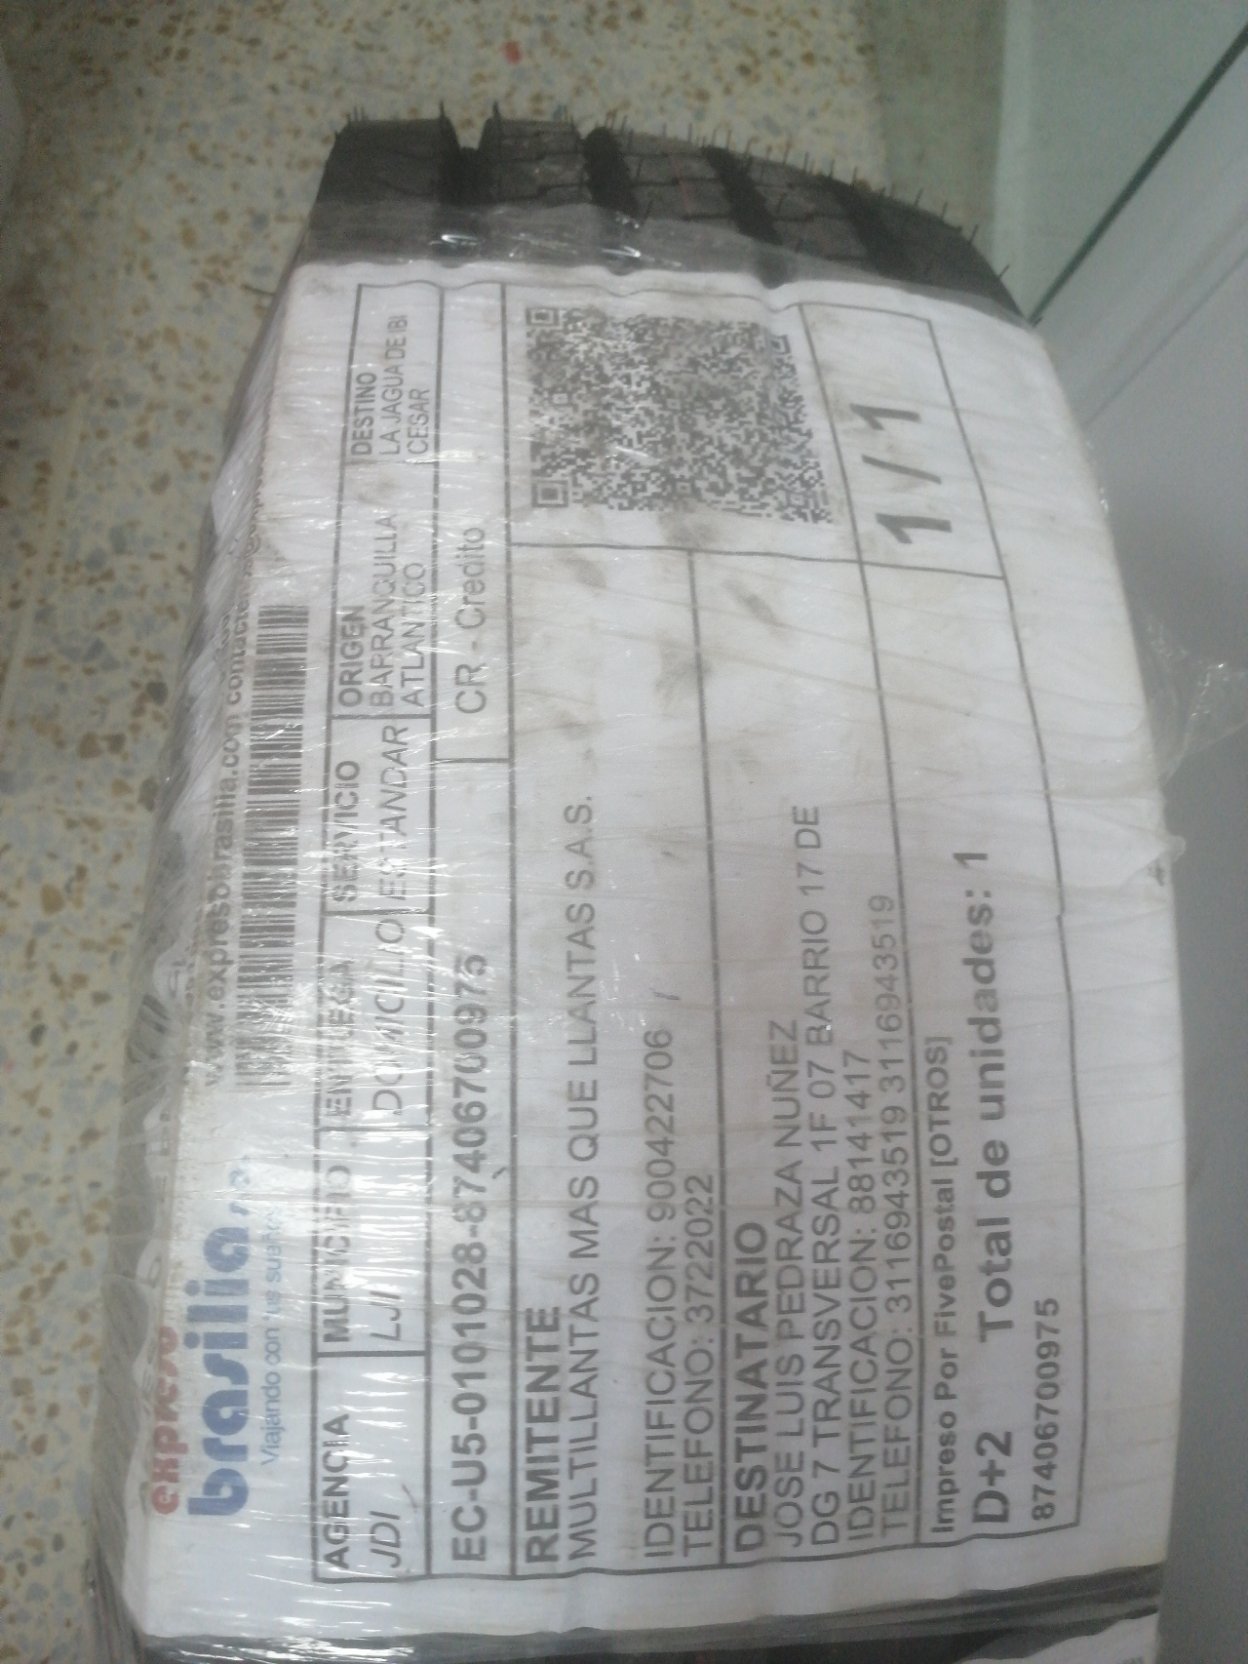 expreso
brasilia
Viajando con tus sueños
www.expresobrasilia.com
AGENCIA MUNICIPIO ENTREGA SERVICIO ORIGEN DESTINO
JDI LJI DOMICILIO ESTANDAR BARRANQUILLA LA JAGUA DE IBI
ATLANTICO CESAR
EC-U5-0101028-87406700975 CR - Credito
REMITENTE
MULTILLANTAS MAS QUE LLANTAS S.A.S.
IDENTIFICACION: 900422706
TELEFONO: 3722022
DESTINATARIO
JOSE LUIS PEDRAZA NUÑEZ
DG 7 TRANSVERSAL 1F 07 BARRIO 17 DE
IDENTIFICACION: 88141417
TELEFONO: 3116943519 3116943519
Impreso Por FivePostal [OTROS]
1 / 1
D+2 Total de unidades: 1
87406700975